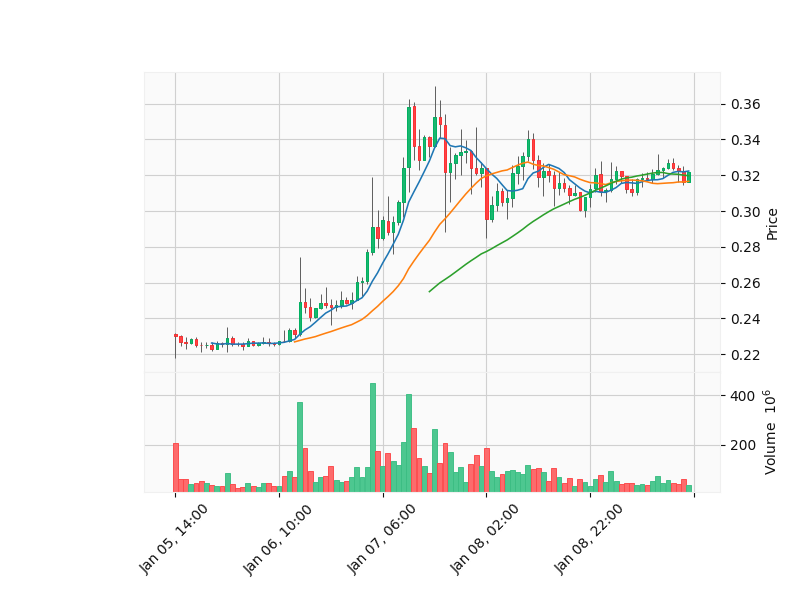 0.36
0.34
0.32
0.30
0.28
0.26
0.24
0.22
Price
400
200
Volume 10^6
Jan 05, 14:00
Jan 06, 10:00
Jan 07, 06:00
Jan 08, 02:00
Jan 08, 22:00